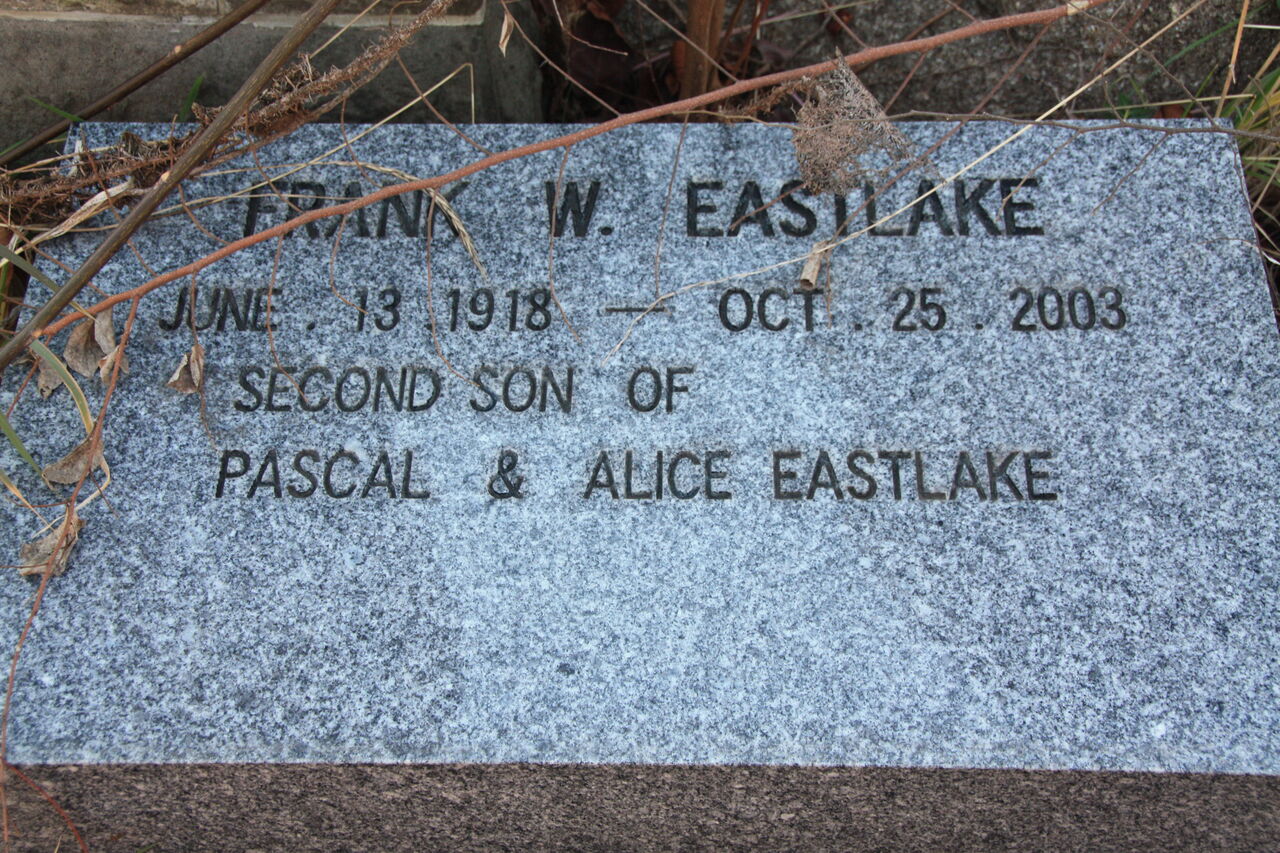 FRANK W. EASTLAKE
JUNE. 13 1918 — OCT. 25. 2003
SECOND SON OF
PASCAL & ALICE EASTLAKE